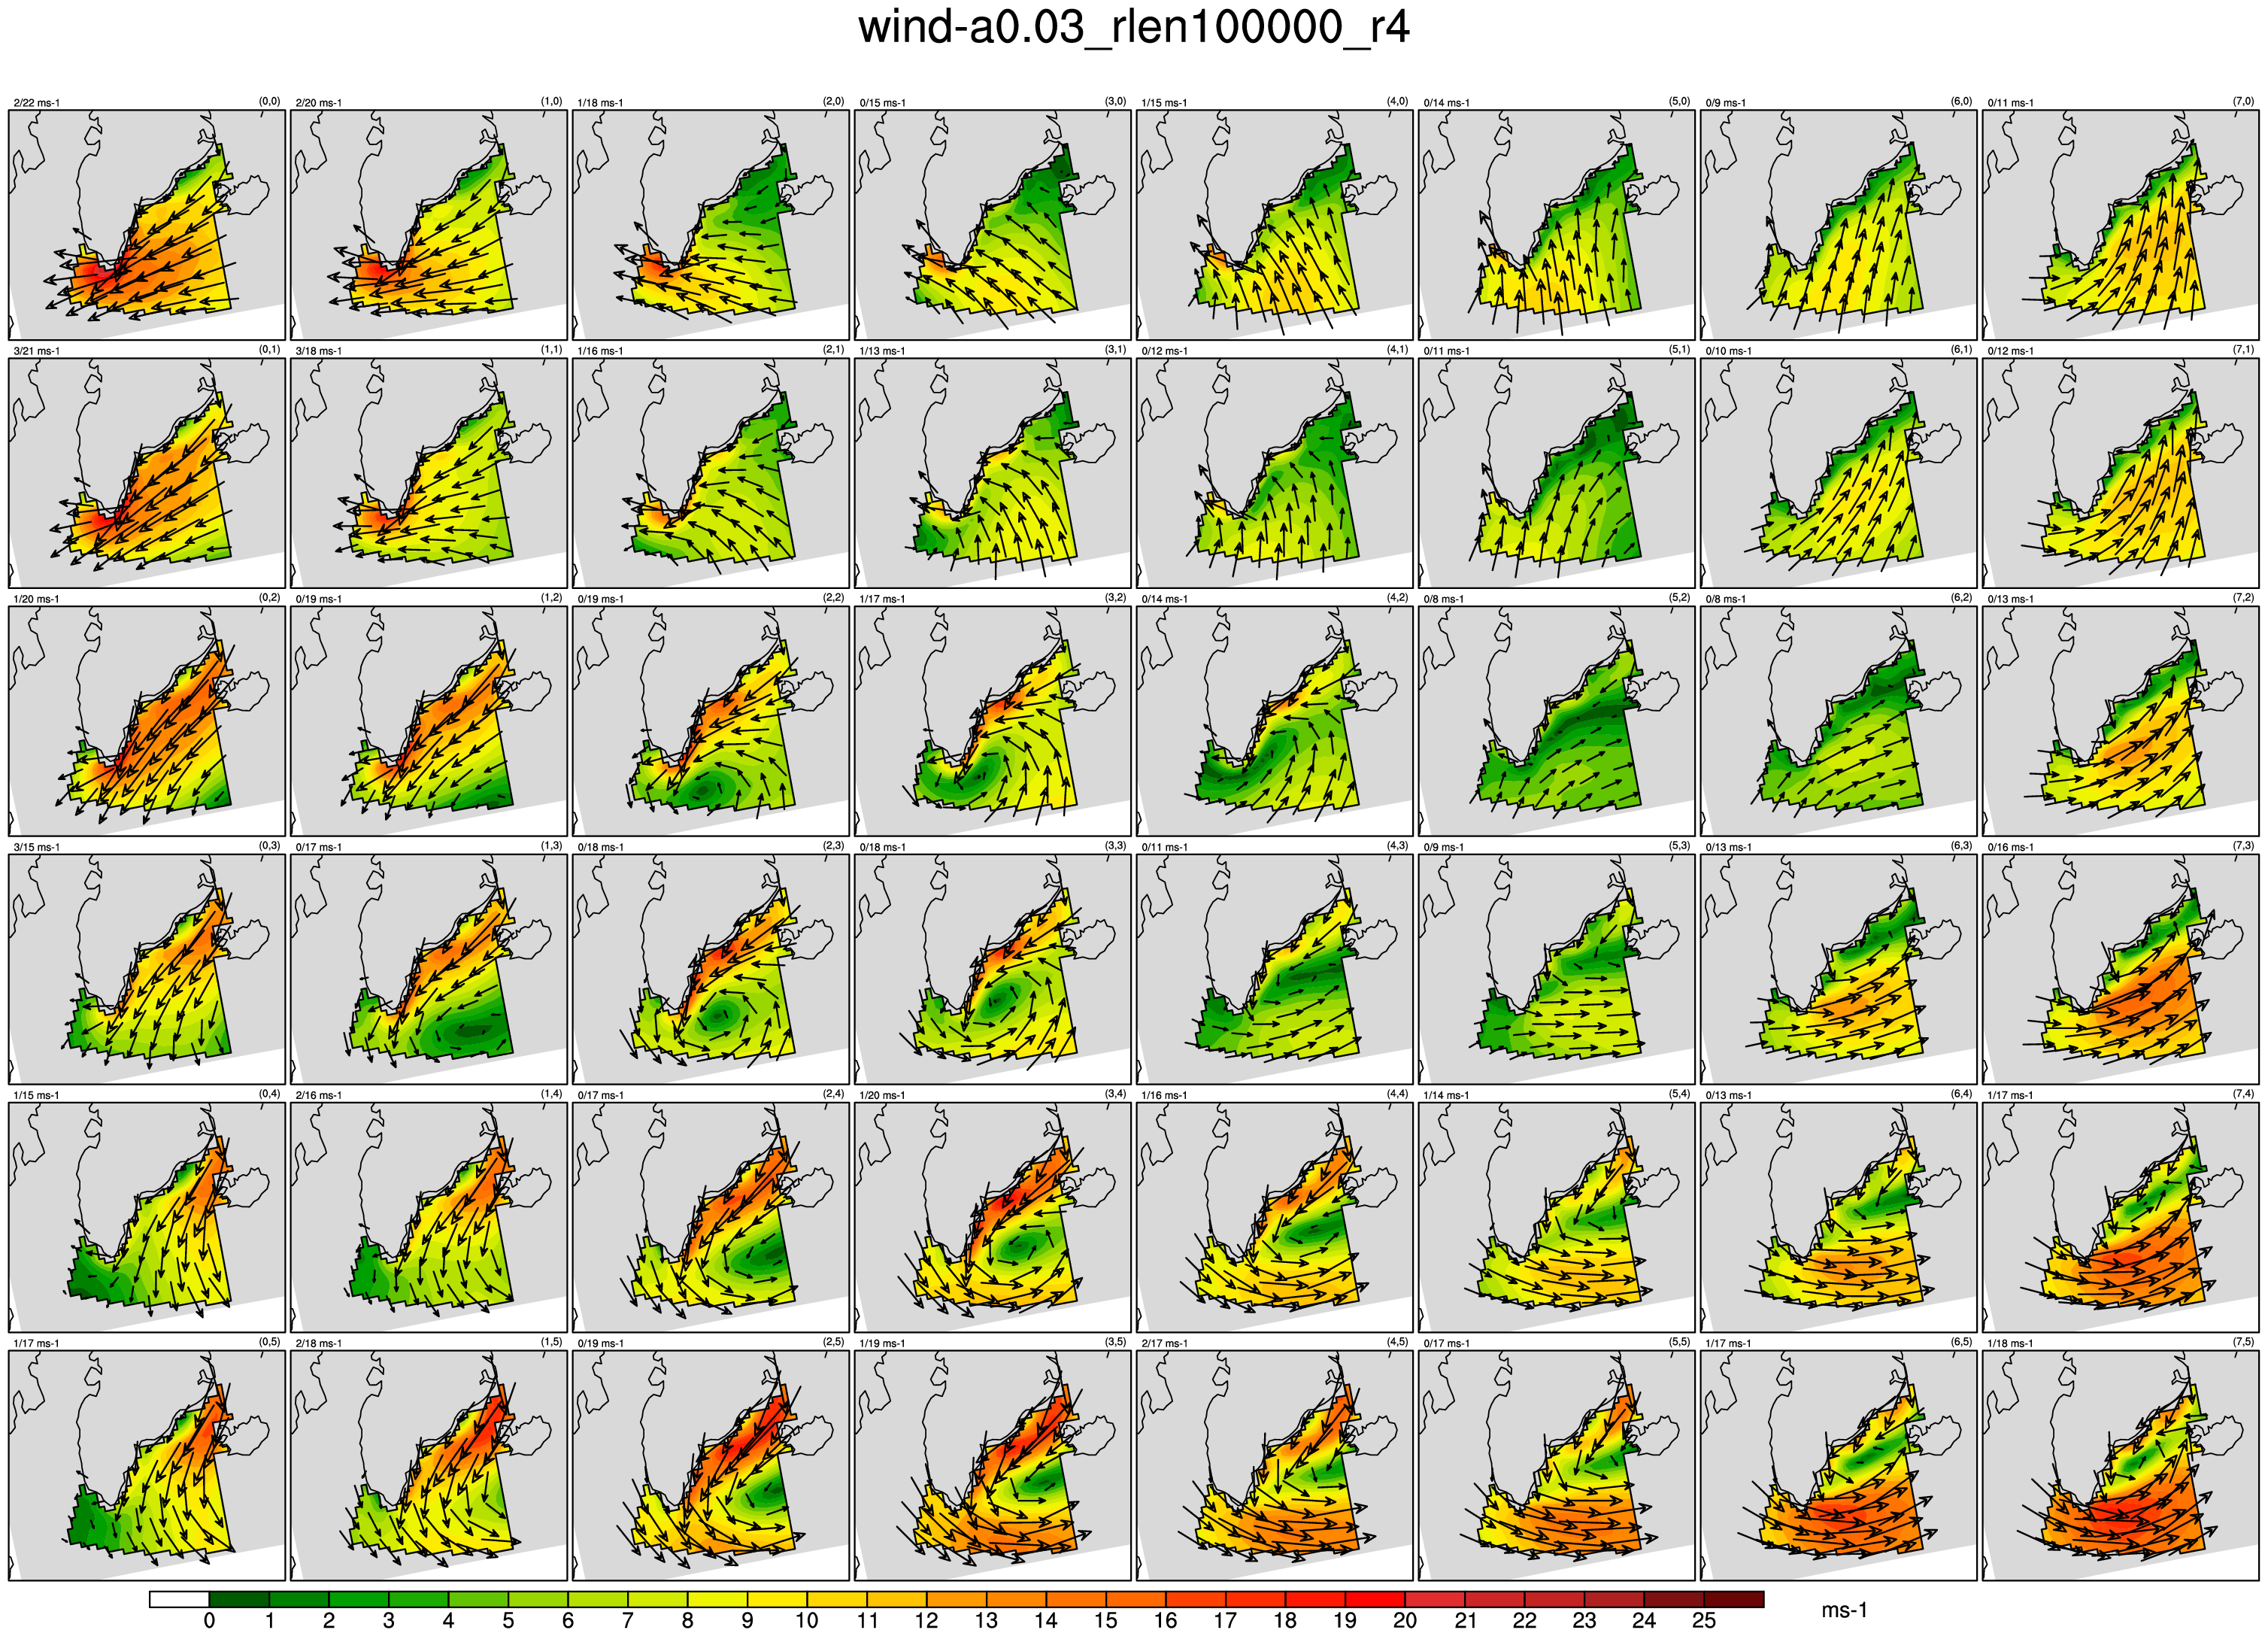 wind-a0.03_rlen100000_r4
2/22 ms-1 (0,0) 2/20 ms-1 (1,0) 1/18 ms-1 (2,0) 0/15 ms-1 (3,0) 1/15 ms-1 (4,0) 0/14 ms-1 (5,0) 0/9 ms-1 (6,0) 0/11 ms-1 (7,0)
3/21 ms-1 (0,1) 3/18 ms-1 (1,1) 1/16 ms-1 (2,1) 1/13 ms-1 (3,1) 0/12 ms-1 (4,1) 0/11 ms-1 (5,1) 0/10 ms-1 (6,1) 0/12 ms-1 (7,1)
1/20 ms-1 (0,2) 0/19 ms-1 (1,2) 0/19 ms-1 (2,2) 1/17 ms-1 (3,2) 0/14 ms-1 (4,2) 0/8 ms-1 (5,2) 0/8 ms-1 (6,2) 0/13 ms-1 (7,2)
3/15 ms-1 (0,3) 0/17 ms-1 (1,3) 0/18 ms-1 (2,3) 0/18 ms-1 (3,3) 0/11 ms-1 (4,3) 0/9 ms-1 (5,3) 0/13 ms-1 (6,3) 0/16 ms-1 (7,3)
1/15 ms-1 (0,4) 2/16 ms-1 (1,4) 0/17 ms-1 (2,4) 1/20 ms-1 (3,4) 1/16 ms-1 (4,4) 1/14 ms-1 (5,4) 0/13 ms-1 (6,4) 1/17 ms-1 (7,4)
1/17 ms-1 (0,5) 2/18 ms-1 (1,5) 0/19 ms-1 (2,5) 1/19 ms-1 (3,5) 2/17 ms-1 (4,5) 0/17 ms-1 (5,5) 1/17 ms-1 (6,5) 1/18 ms-1 (7,5)
0 1 2 3 4 5 6 7 8 9 10 11 12 13 14 15 16 17 18 19 20 21 22 23 24 25 ms-1